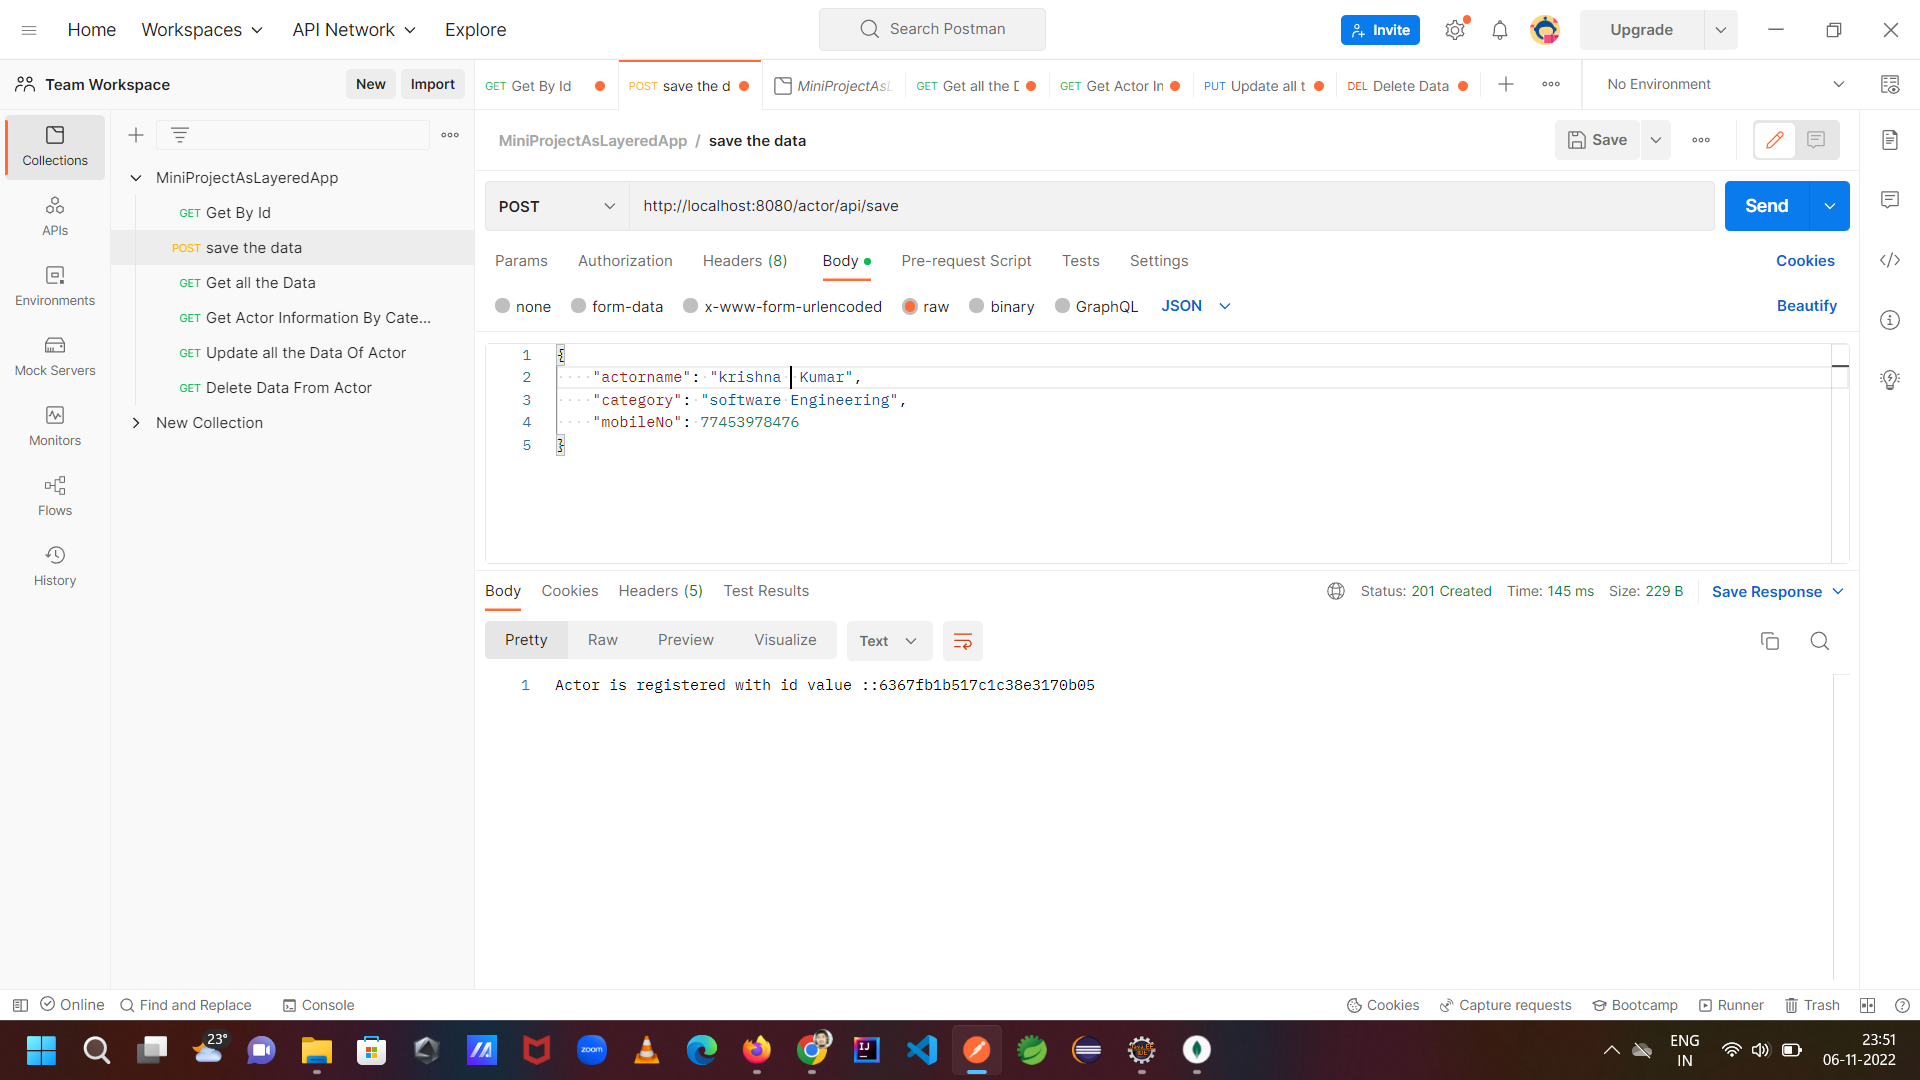 Home
Workspaces
API Network
Explore
Search Postman
Invite
Upgrade
Team Workspace
New
Import
GET Get By Id
POST save the d
MiniProjectAsL
GET Get all the D
GET Get Actor In
PUT Update all t
DEL Delete Data
No Environment
Collections
APIs
Environments
Mock Servers
Monitors
Flows
History
MiniProjectAsLayeredApp
GET Get By Id
POST save the data
GET Get all the Data
GET Get Actor Information By Cate...
GET Update all the Data Of Actor
GET Delete Data From Actor
New Collection
MiniProjectAsLayeredApp / save the data
Save
POST
http://localhost:8080/actor/api/save
Send
Params
Authorization
Headers (8)
Body
Pre-request Script
Tests
Settings
Cookies
none
form-data
x-www-form-urlencoded
raw
binary
GraphQL
JSON
Beautify
1 {
2 "actorname": "krishna  Kumar",
3 "category": "software Engineering",
4 "mobileNo": 77453978476
5 }
Body
Cookies
Headers (5)
Test Results
Status: 201 Created
Time: 145 ms
Size: 229 B
Save Response
Pretty
Raw
Preview
Visualize
Text
1 Actor is registered with id value ::6367fb1b517c1c38e3170b05
Online
Find and Replace
Console
Cookies
Capture requests
Bootcamp
Runner
Trash
23°
zoom
IJ
ENG
IN
23:51
06-11-2022